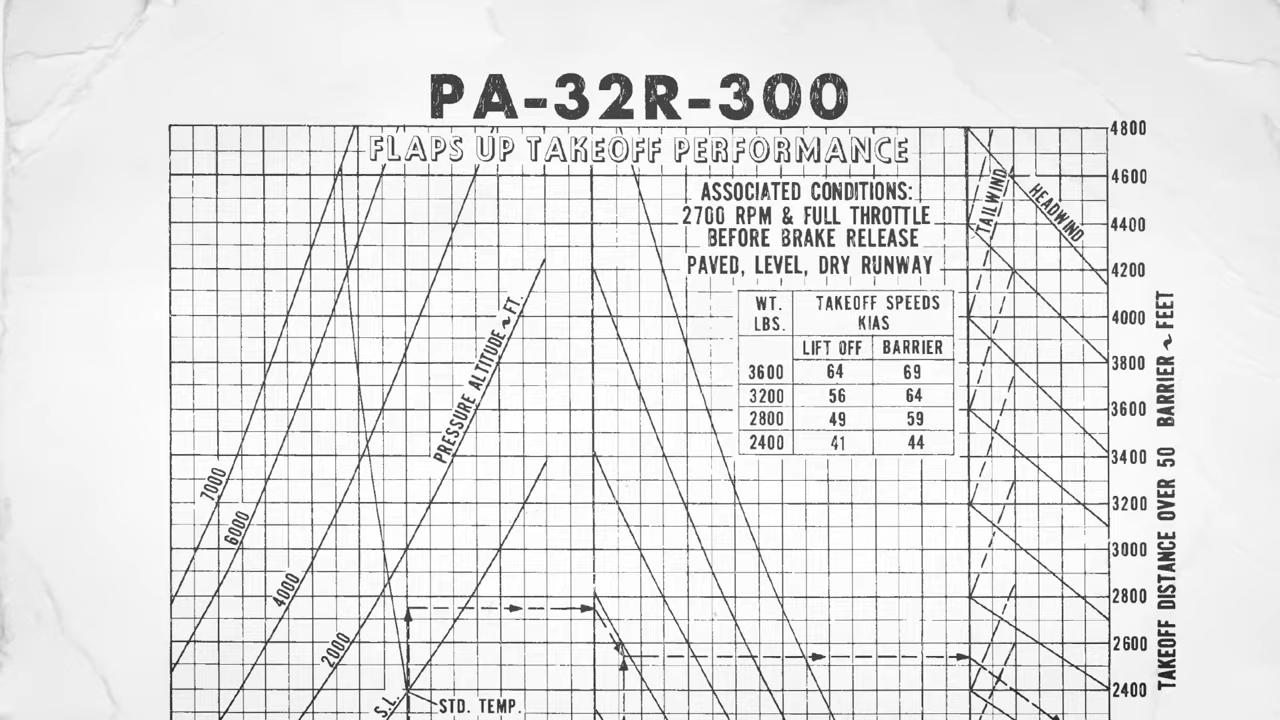 PA-32R-300
FLAPS UP TAKEOFF PERFORMANCE
ASSOCIATED CONDITIONS:
2700 RPM & FULL THROTTLE
BEFORE BRAKE RELEASE
PAVED, LEVEL, DRY RUNWAY
WT. LBS. TAKEOFF SPEEDS KIAS
LIFT OFF BARRIER
3600 64 69
3200 56 64
2800 49 59
2400 41 44
TAILWIND
HEADWIND
PRESSURE ALTITUDE ~ FT.
7000
6000
4000
2000
S.L.
STD. TEMP.
4800
4600
4400
4200
4000
3800
3600
3400
3200
3000
2800
2600
2400
TAKEOFF DISTANCE OVER 50 BARRIER ~ FEET